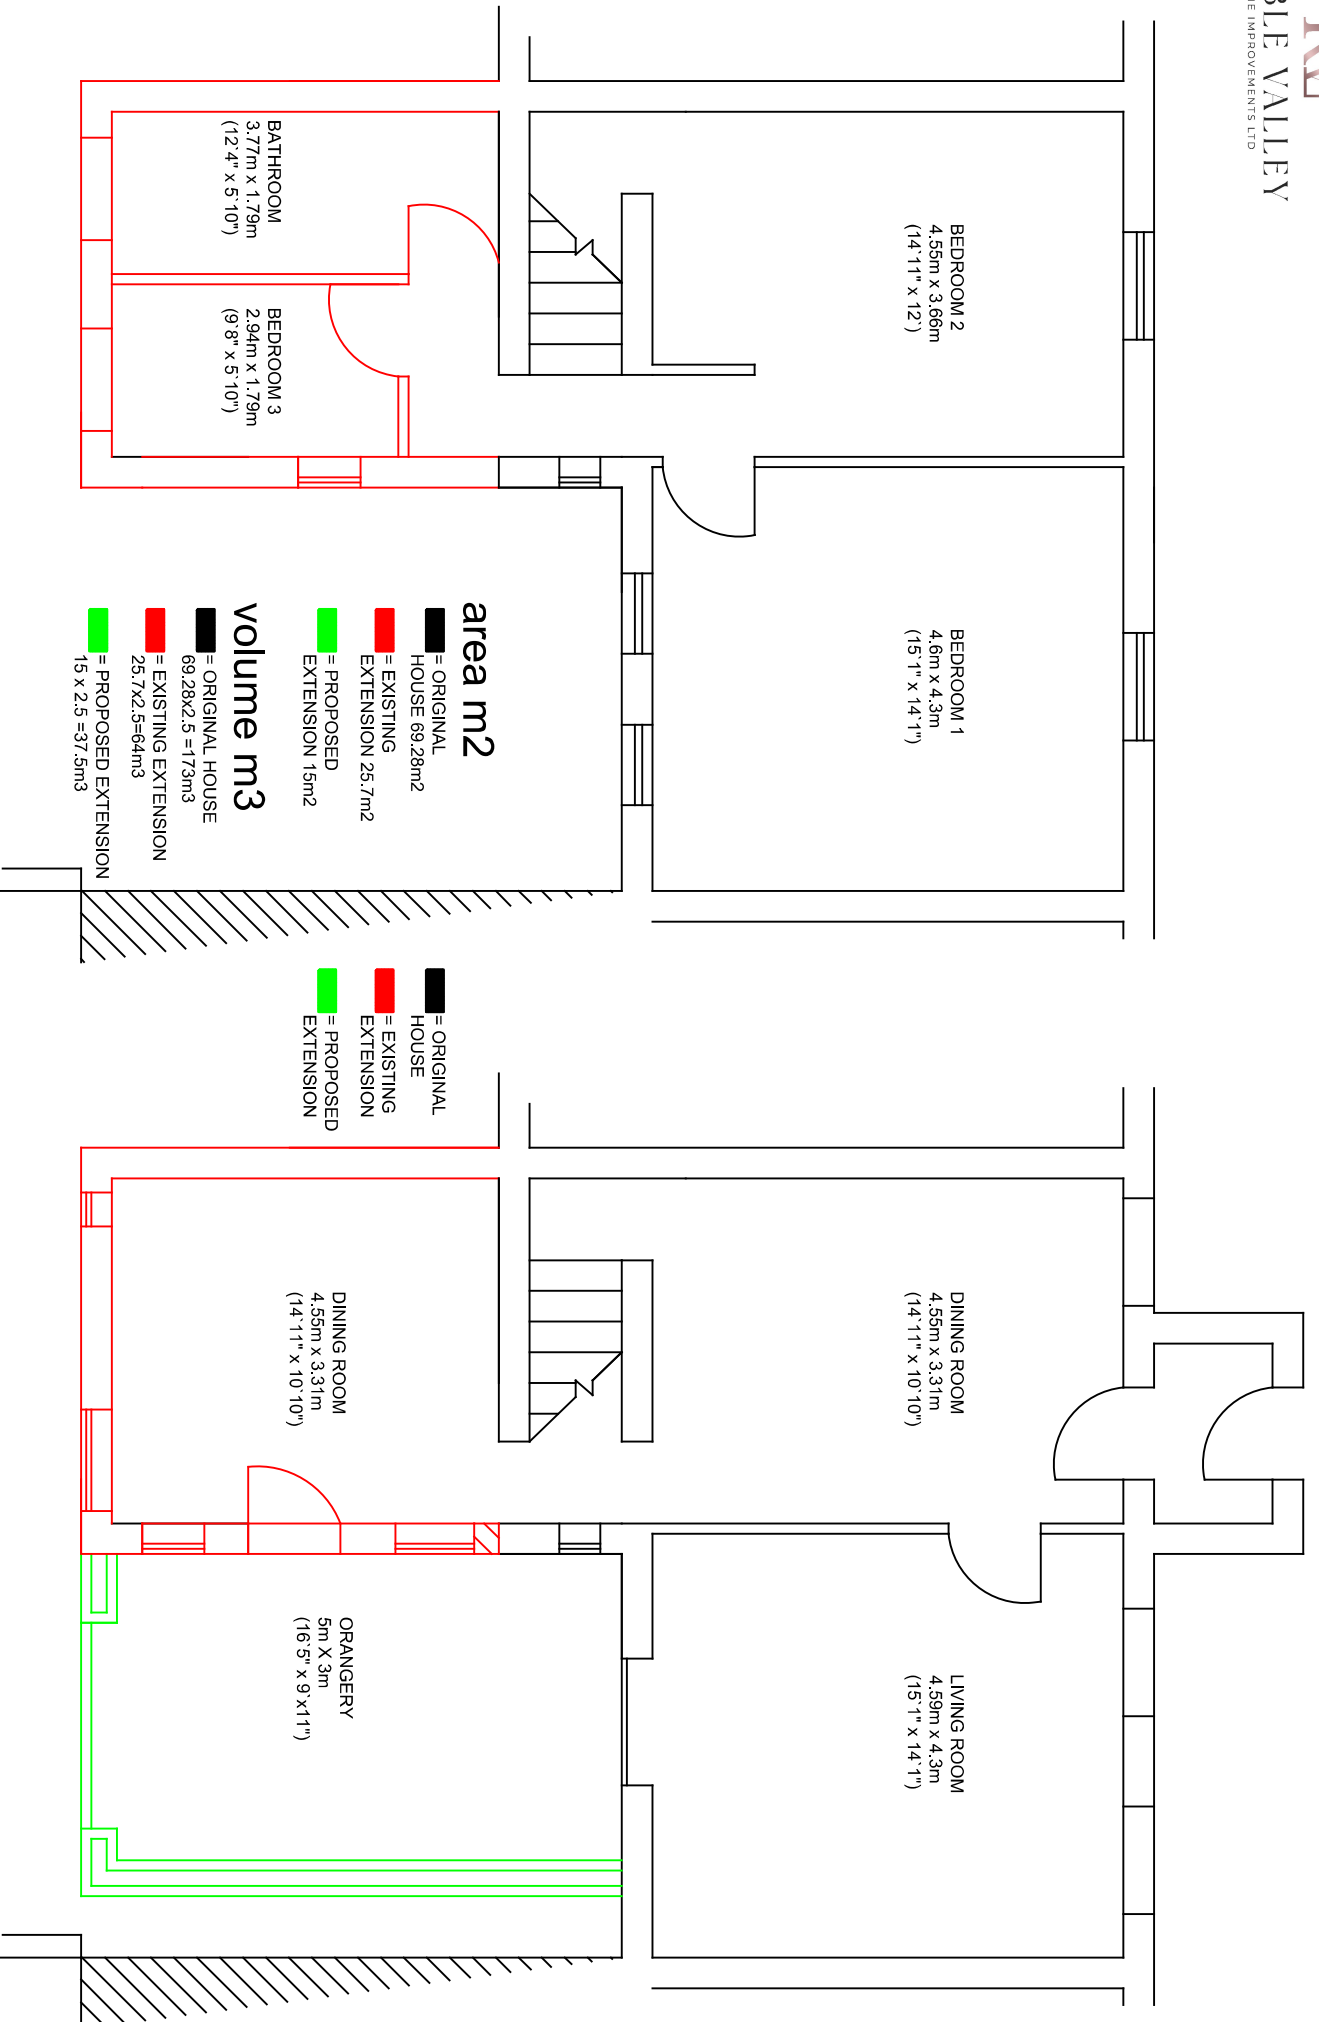 BLE VALLEY
IMPROVEMENTS LTD
BEDROOM 2
4.55m x 3.66m
(14`11" x 12`)
BEDROOM 1
4.6m x 4.3m
(15`1" x 14`1")
BATHROOM
3.77m x 1.79m
(12`4" x 5`10")
BEDROOM 3
2.94m x 1.79m
(9`8" x 5`10")
area m2
= ORIGINAL
HOUSE 69.28m2
= EXISTING
EXTENSION 25.7m2
= PROPOSED
EXTENSION 15m2
volume m3
= ORIGINAL HOUSE
69.28x2.5 =173m3
= EXISTING EXTENSION
25.7x2.5=64m3
= PROPOSED EXTENSION
15 x 2.5 =37.5m3
= ORIGINAL
HOUSE
= EXISTING
EXTENSION
= PROPOSED
EXTENSION
DINING ROOM
4.55m x 3.31m
(14`11" x 10`10")
LIVING ROOM
4.59m x 4.3m
(15`1" x 14`1")
DINING ROOM
4.55m x 3.31m
(14`11" x 10`10")
ORANGERY
5m X 3m
(16`5" x 9`x11")